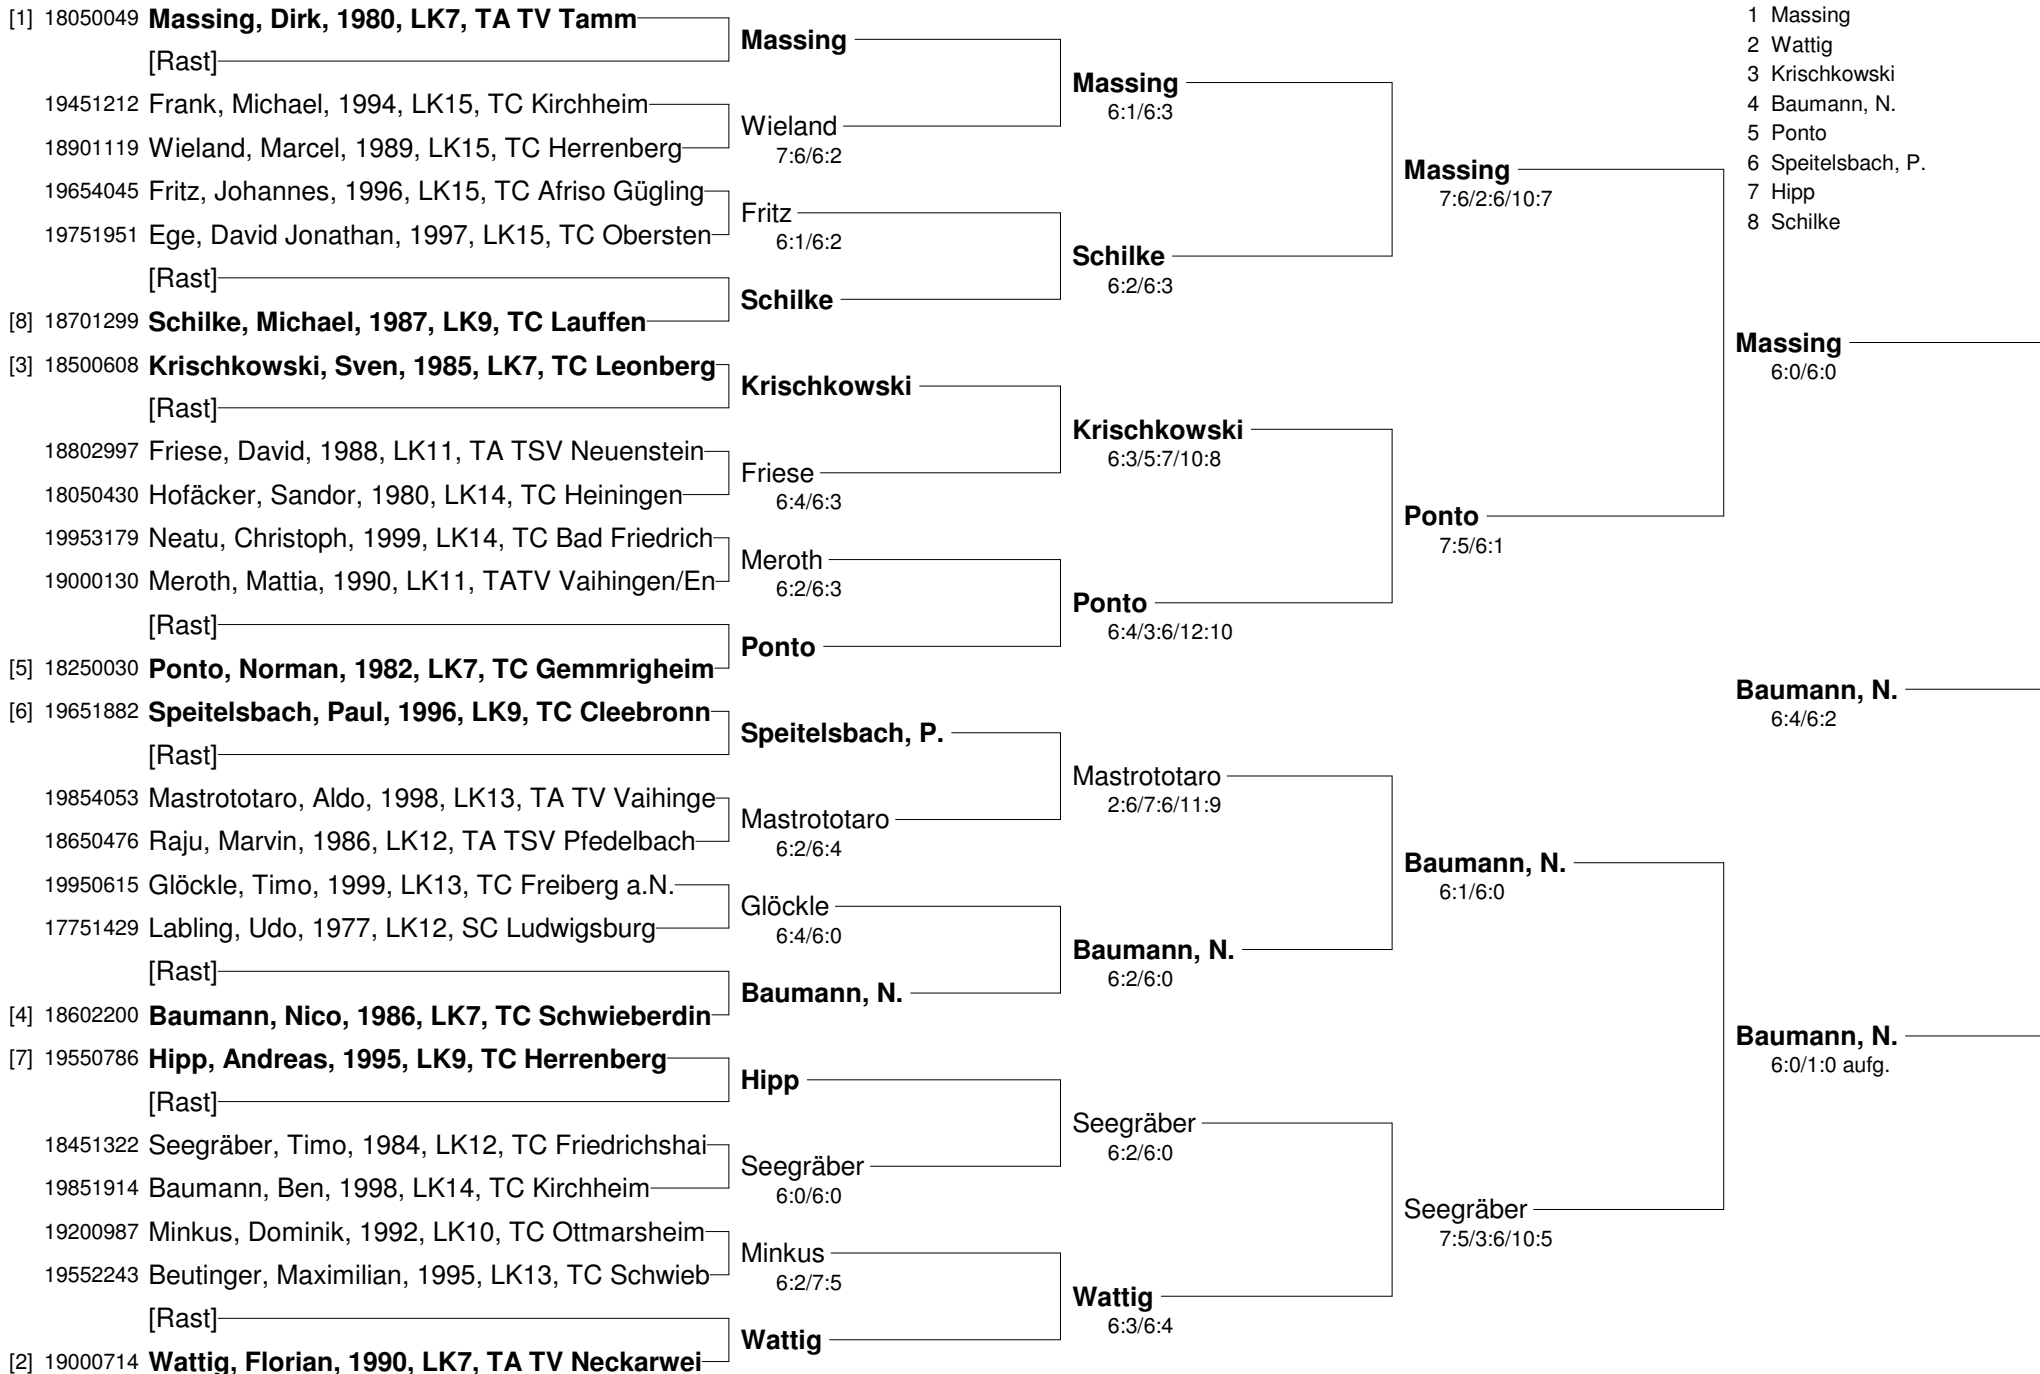 [1] 18050049 Massing, Dirk, 1980, LK7, TA TV Tamm
[Rast]
19451212 Frank, Michael, 1994, LK15, TC Kirchheim
18901119 Wieland, Marcel, 1989, LK15, TC Herrenberg
19654045 Fritz, Johannes, 1996, LK15, TC Afriso Gügling
19751951 Ege, David Jonathan, 1997, LK15, TC Obersten
[Rast]
[8] 18701299 Schilke, Michael, 1987, LK9, TC Lauffen
[3] 18500608 Krischkowski, Sven, 1985, LK7, TC Leonberg
[Rast]
18802997 Friese, David, 1988, LK11, TA TSV Neuenstein
18050430 Hofäcker, Sandor, 1980, LK14, TC Heiningen
19953179 Neatu, Christoph, 1999, LK14, TC Bad Friedrich
19000130 Meroth, Mattia, 1990, LK11, TATV Vaihingen/En
[Rast]
[5] 18250030 Ponto, Norman, 1982, LK7, TC Gemmrigheim
[6] 19651882 Speitelsbach, Paul, 1996, LK9, TC Cleebronn
[Rast]
19854053 Mastrototaro, Aldo, 1998, LK13, TA TV Vaihinge
18650476 Raju, Marvin, 1986, LK12, TA TSV Pfedelbach
19950615 Glöckle, Timo, 1999, LK13, TC Freiberg a.N.
17751429 Labling, Udo, 1977, LK12, SC Ludwigsburg
[Rast]
[4] 18602200 Baumann, Nico, 1986, LK7, TC Schwieberdin
[7] 19550786 Hipp, Andreas, 1995, LK9, TC Herrenberg
[Rast]
18451322 Seegräber, Timo, 1984, LK12, TC Friedrichshai
19851914 Baumann, Ben, 1998, LK14, TC Kirchheim
19200987 Minkus, Dominik, 1992, LK10, TC Ottmarsheim
19552243 Beutinger, Maximilian, 1995, LK13, TC Schwieb
[Rast]
[2] 19000714 Wattig, Florian, 1990, LK7, TA TV Neckarwei
Massing
Wieland
7:6/6:2
Fritz
6:1/6:2
Schilke
Krischkowski
Friese
6:4/6:3
Meroth
6:2/6:3
Ponto
Speitelsbach, P.
Mastrototaro
6:2/6:4
Glöckle
6:4/6:0
Baumann, N.
Hipp
Seegräber
6:0/6:0
Minkus
6:2/7:5
Wattig
Massing
6:1/6:3
Schilke
6:2/6:3
Krischkowski
6:3/5:7/10:8
Ponto
6:4/3:6/12:10
Mastrototaro
2:6/7:6/11:9
Baumann, N.
6:2/6:0
Seegräber
6:2/6:0
Wattig
6:3/6:4
Massing
7:6/2:6/10:7
Ponto
7:5/6:1
Baumann, N.
6:1/6:0
Seegräber
7:5/3:6/10:5
1 Massing
2 Wattig
3 Krischkowski
4 Baumann, N.
5 Ponto
6 Speitelsbach, P.
7 Hipp
8 Schilke
Massing
6:0/6:0
Baumann, N.
6:4/6:2
Baumann, N.
6:0/1:0 aufg.